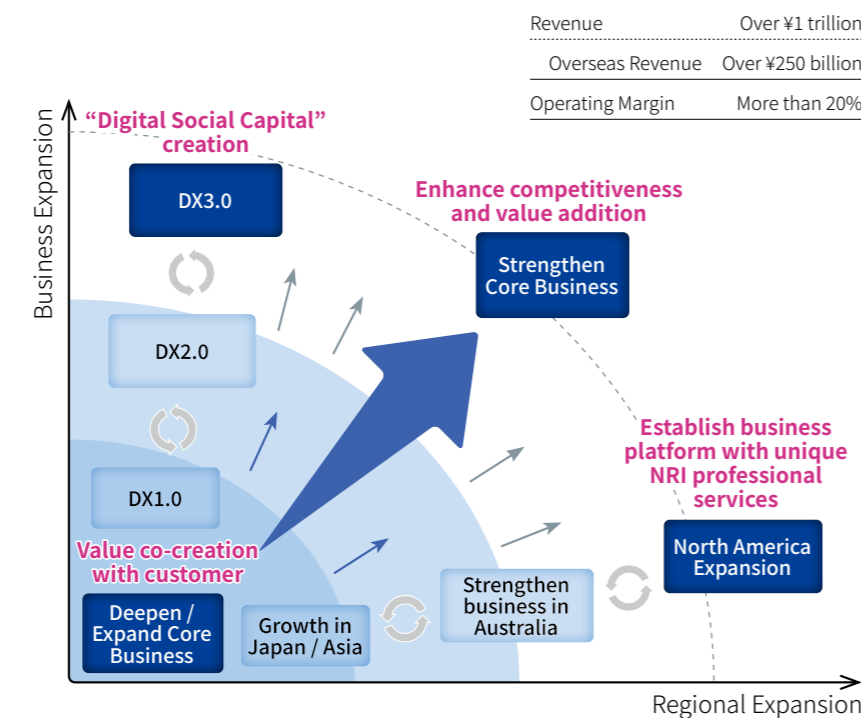 Revenue Over ¥1 trillion
Overseas Revenue Over ¥250 billion
Operating Margin More than 20%
Business Expansion
“Digital Social Capital”
creation
DX3.0
Enhance competitiveness
and value addition
Strengthen
Core Business
DX2.0
Establish business
platform with unique
NRI professional
services
DX1.0
Value co-creation
with customer
North America
Expansion
Deepen /
Expand Core
Business
Growth in
Japan / Asia
Strengthen
business in
Australia
Regional Expansion